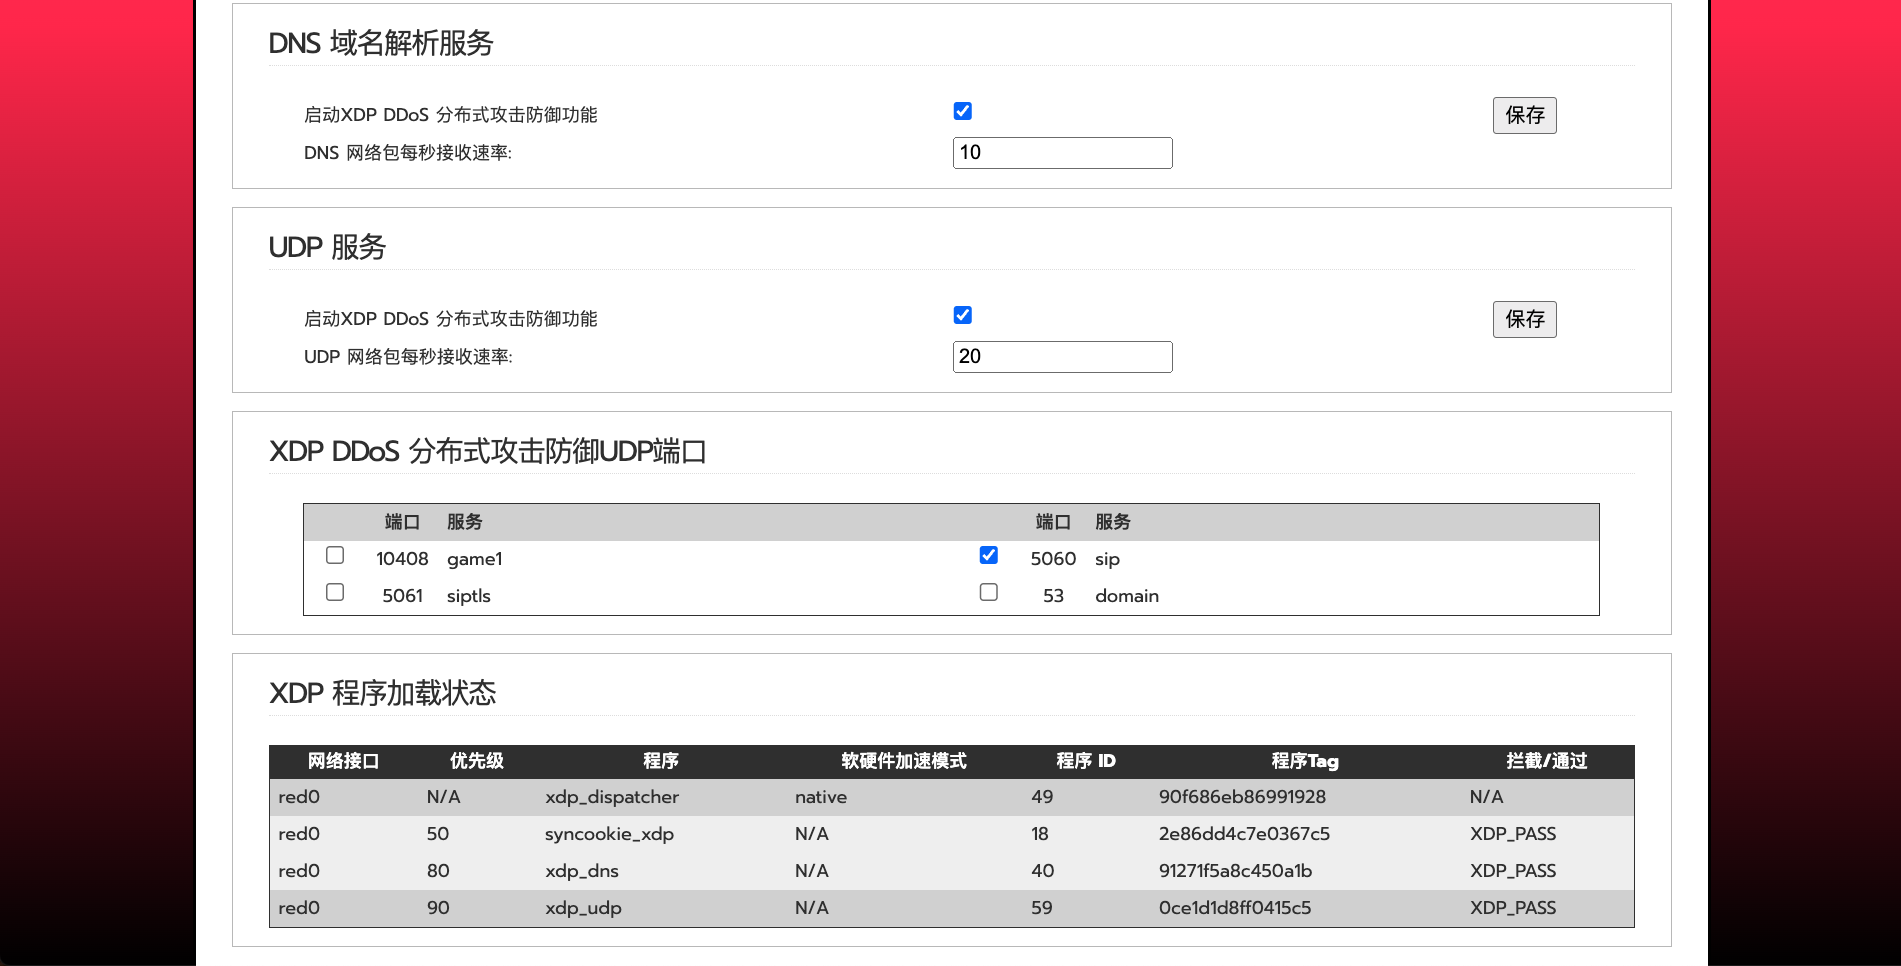 DNS 域名解析服务
启动XDP DDoS 分布式攻击防御功能
保存
DNS 网络包每秒接收速率:
10
UDP 服务
启动XDP DDoS 分布式攻击防御功能
保存
UDP 网络包每秒接收速率:
20
XDP DDoS 分布式攻击防御UDP端口
端口 服务 端口 服务
10408 game1 5060 sip
5061 siptls 53 domain
XDP 程序加载状态
网络接口 优先级 程序 软硬件加速模式 程序 ID 程序Tag 拦截/通过
red0 N/A xdp_dispatcher native 49 90f686eb86991928 N/A
red0 50 syncookie_xdp N/A 18 2e86dd4c7e0367c5 XDP_PASS
red0 80 xdp_dns N/A 40 91271f5a8c450a1b XDP_PASS
red0 90 xdp_udp N/A 59 0ce1d1d8ff0415c5 XDP_PASS